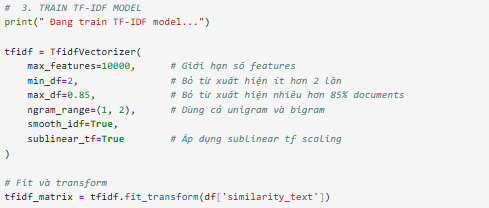 #  3. TRAIN TF-IDF MODEL
print(" Đang train TF-IDF model...")
tfidf = TfidfVectorizer(
    max_features=10000,      # Giới hạn số features
    min_df=2,                # Bỏ từ xuất hiện ít hơn 2 lần
    max_df=0.85,             # Bỏ từ xuất hiện nhiều hơn 85% documents
    ngram_range=(1, 2),      # Dùng cả unigram và bigram
    smooth_idf=True,
    sublinear_tf=True        # Áp dụng sublinear tf scaling
)
# Fit và transform
tfidf_matrix = tfidf.fit_transform(df['similarity_text'])